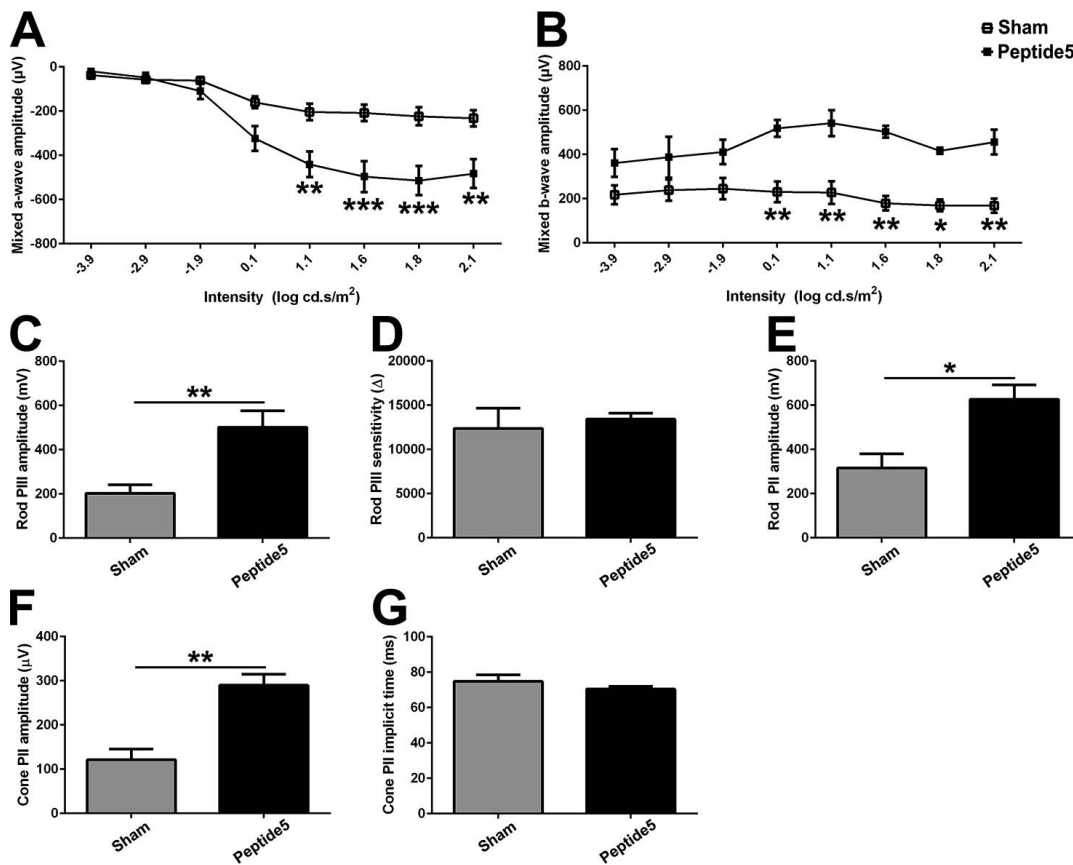 A
Mixed a-wave amplitude (µV)
0
-200
-400
-600
-800
** *** *** **
-3.9 -2.9 -1.9 0.1 1.1 1.6 1.8 2.1
Intensity (log cd.s/m²)
B
Sham
Peptide5
Mixed b-wave amplitude (µV)
800
600
400
200
0
** ** ** * **
-3.9 -2.9 -1.9 0.1 1.1 1.6 1.8 2.1
Intensity (log cd.s/m²)
C
Rod PIII amplitude (mV)
800
600
400
200
0
**
Sham Peptide5
D
Rod PIII sensitivity (Δ)
20000
15000
10000
5000
0
Sham Peptide5
E
Rod PII amplitude (mV)
800
600
400
200
0
*
Sham Peptide5
F
Cone PII amplitude (µV)
400
300
200
100
0
**
Sham Peptide5
G
Cone PII implicit time (ms)
100
80
60
40
20
0
Sham Peptide5